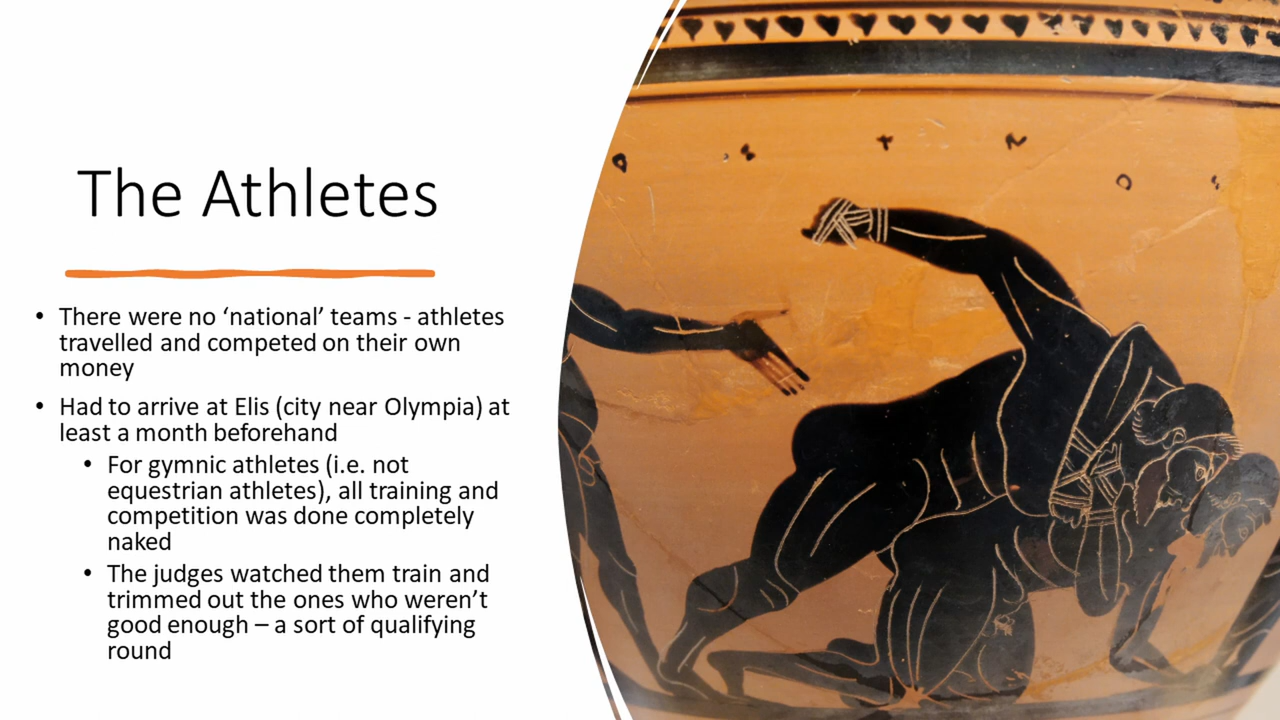 The Athletes
• There were no ‘national’ teams - athletes
travelled and competed on their own
money
• Had to arrive at Elis (city near Olympia) at
least a month beforehand
• For gymnic athletes (i.e. not
equestrian athletes), all training and
competition was done completely
naked
• The judges watched them train and
trimmed out the ones who weren’t
good enough – a sort of qualifying
round